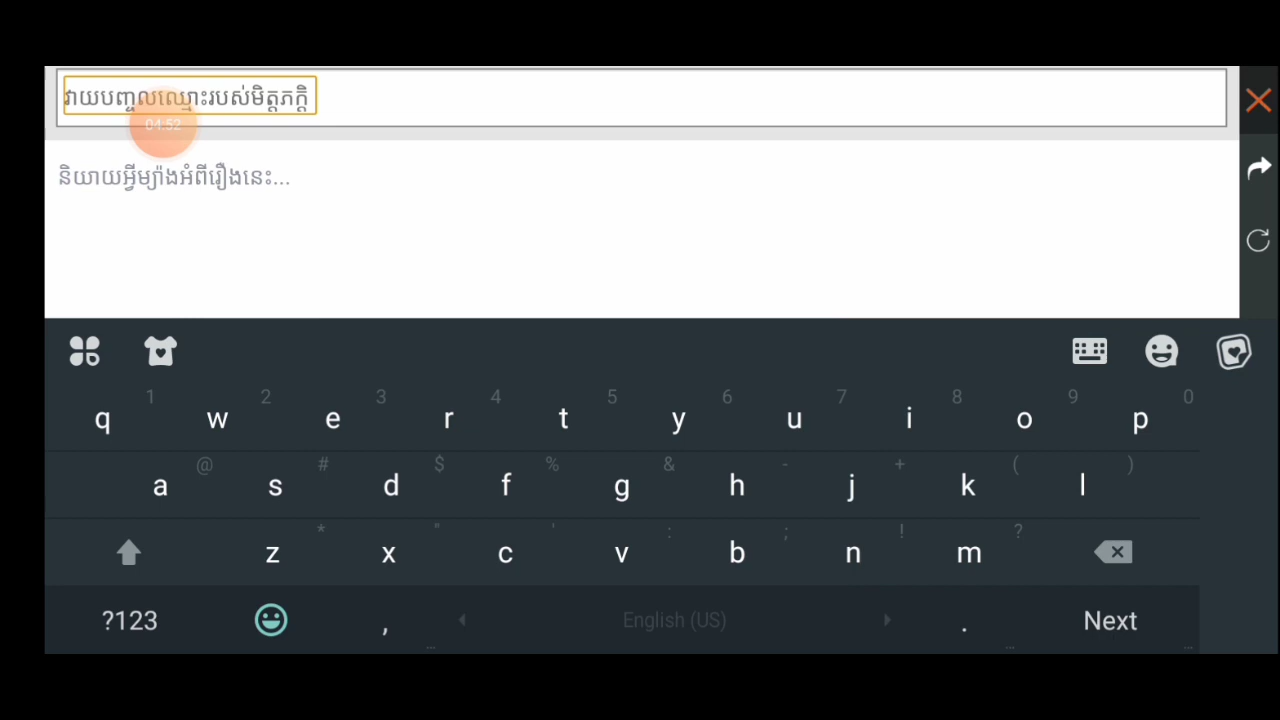 វាយបញ្ចូលឈ្មោះរបស់មិត្តភក្តិ
04:52
និយាយអ្វីម្យ៉ាងអំពីរឿងនេះ...
1 2 3 4 5 6 7 8 9 0
q w e r t y u i o p
@ # $ % & - + ( )
a s d f g h j k l
* " ' : ; ! ?
z x c v b n m
?123 , English (US) . Next